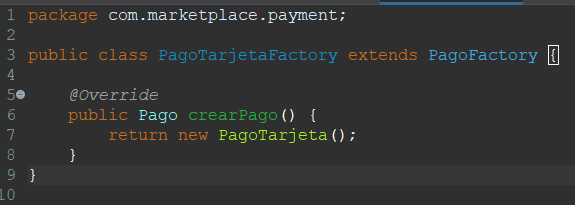 1 package com.marketplace.payment;
2
3 public class PagoTarjetaFactory extends PagoFactory {
4
5 @Override
6 public Pago crearPago() {
7 return new PagoTarjeta();
8 }
9 }
10